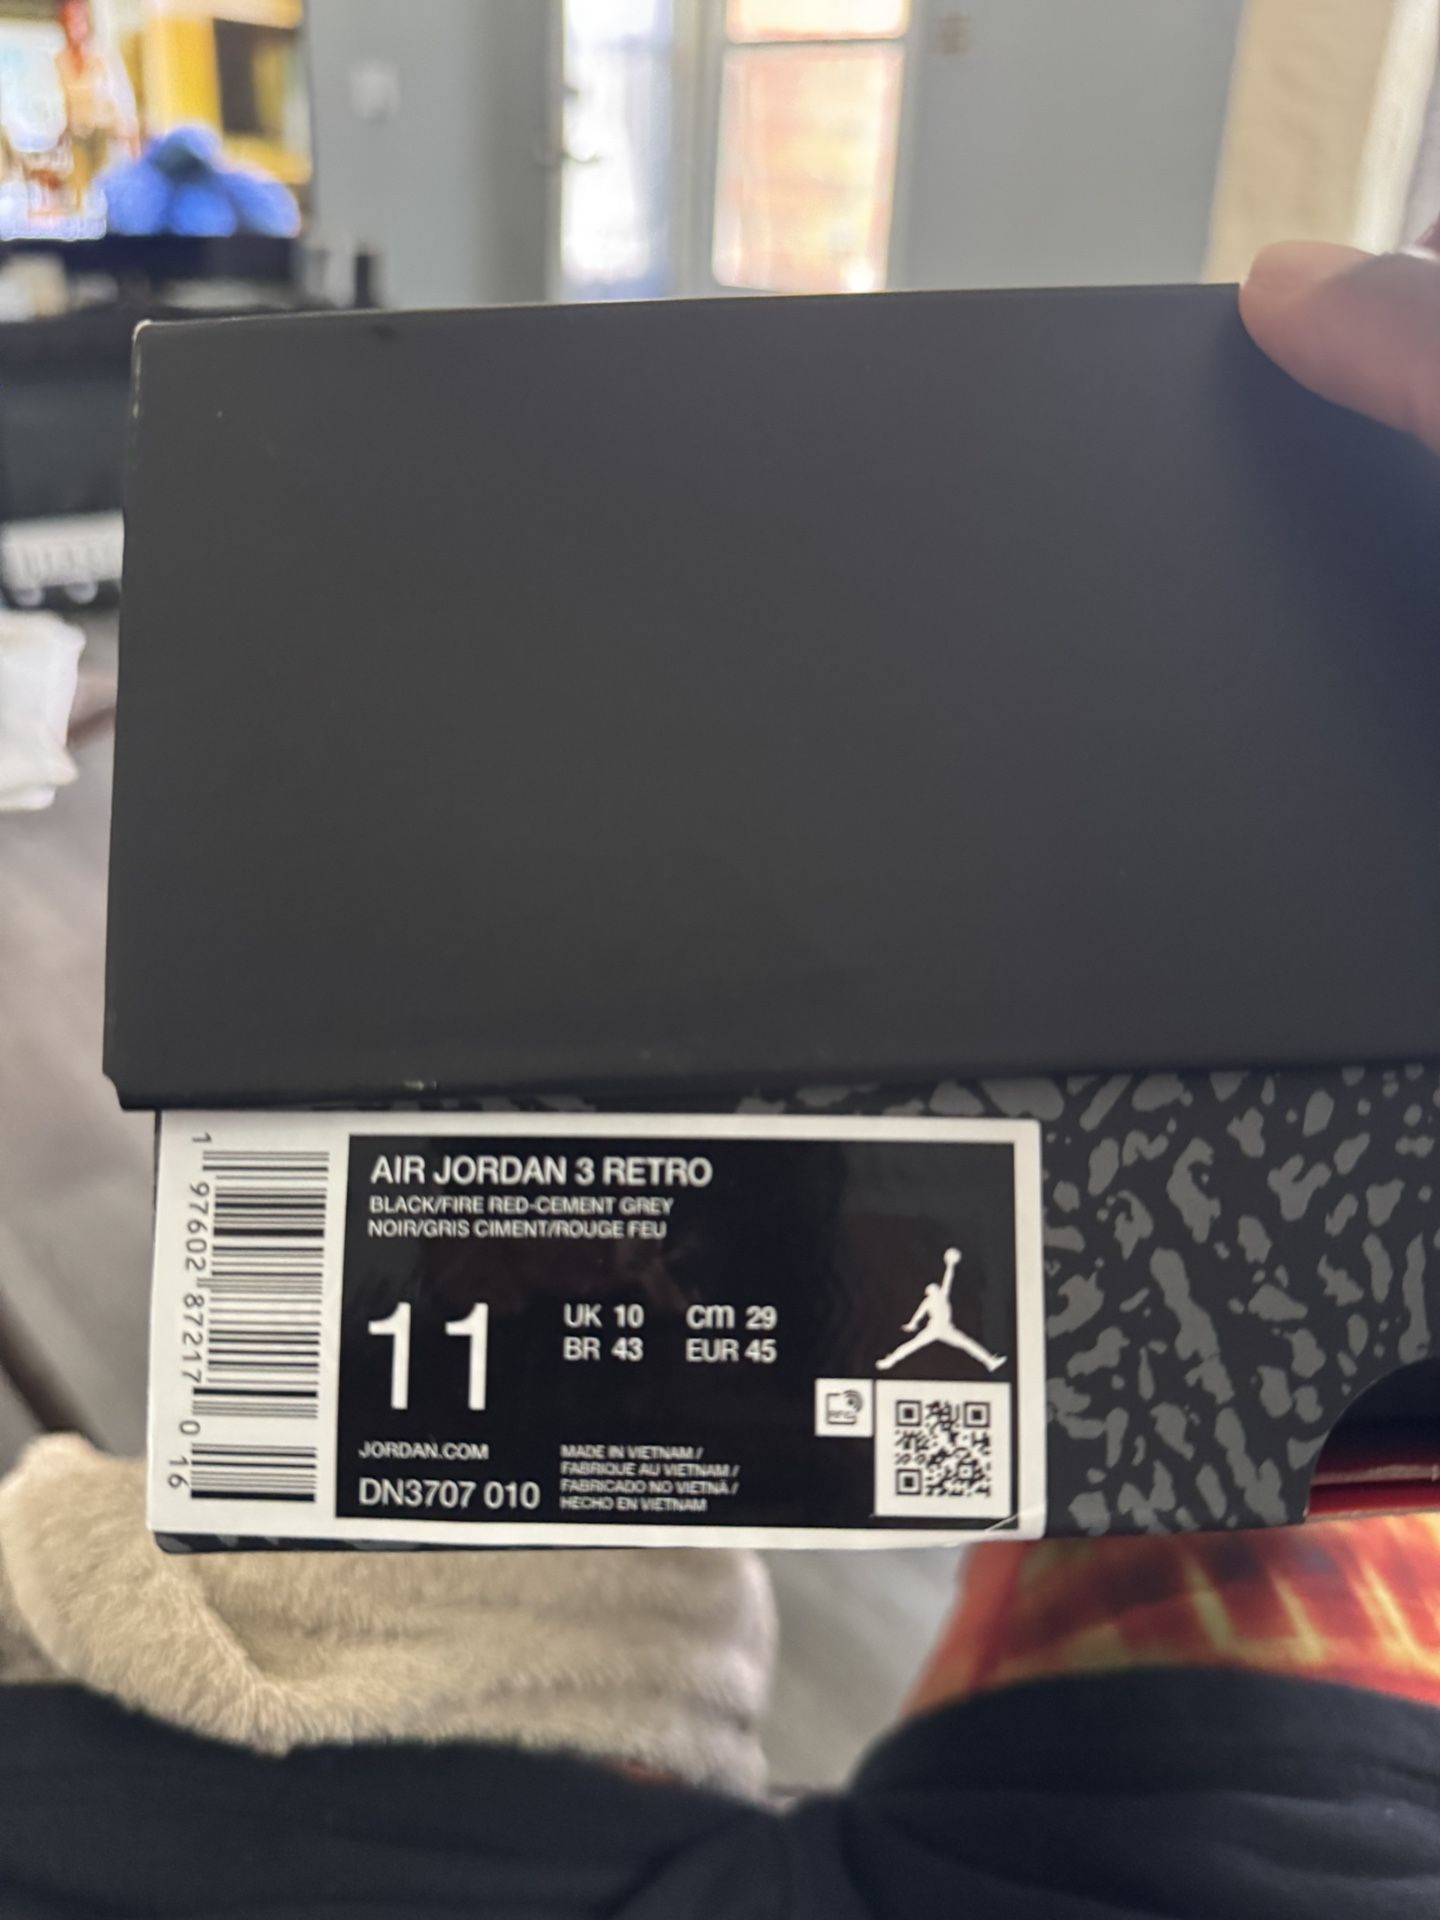 AIR JORDAN 3 RETRO
BLACK/FIRE RED-CEMENT GREY
NOIR/GRIS CIMENT/ROUGE FEU
11
UK 10 cm 29
BR 43 EUR 45
JORDAN.COM
DN3707 010
MADE IN VIETNAM /
FABRIQUE AU VIETNAM /
FABRICADO NO VIETNÃ /
HECHO EN VIETNAM
1 97602 87217 0 16